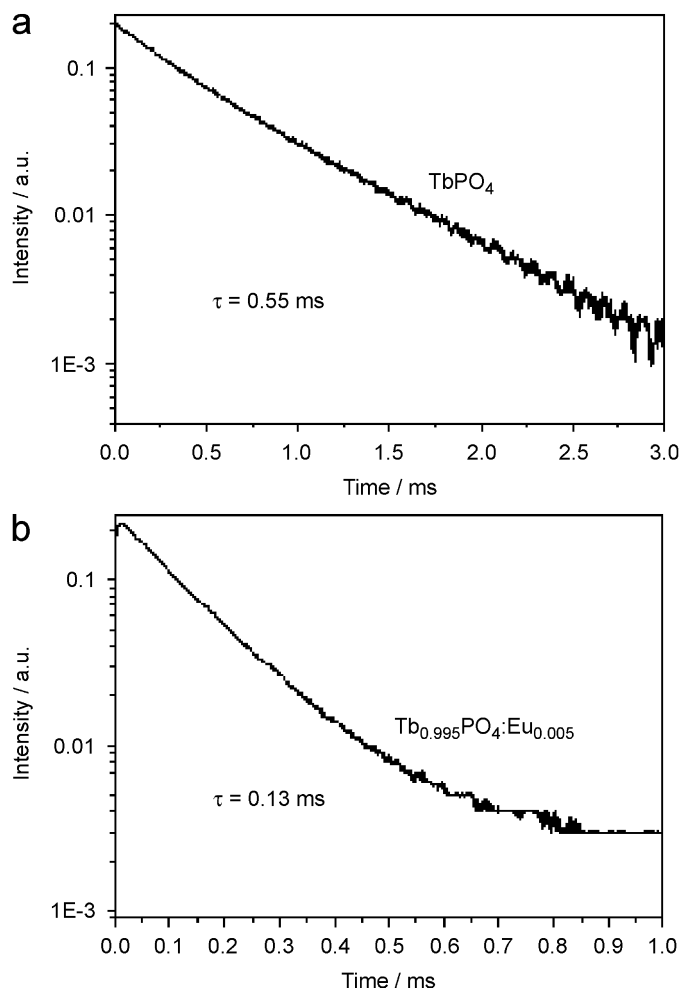 a
0.1
0.01
1E-3
Intensity / a.u.
TbPO₄
τ = 0.55 ms
0.0 0.5 1.0 1.5 2.0 2.5 3.0
Time / ms
b
0.1
0.01
1E-3
Intensity / a.u.
Tb₀.₉₉₅PO₄:Eu₀.₀₀₅
τ = 0.13 ms
0.0 0.1 0.2 0.3 0.4 0.5 0.6 0.7 0.8 0.9 1.0
Time / ms